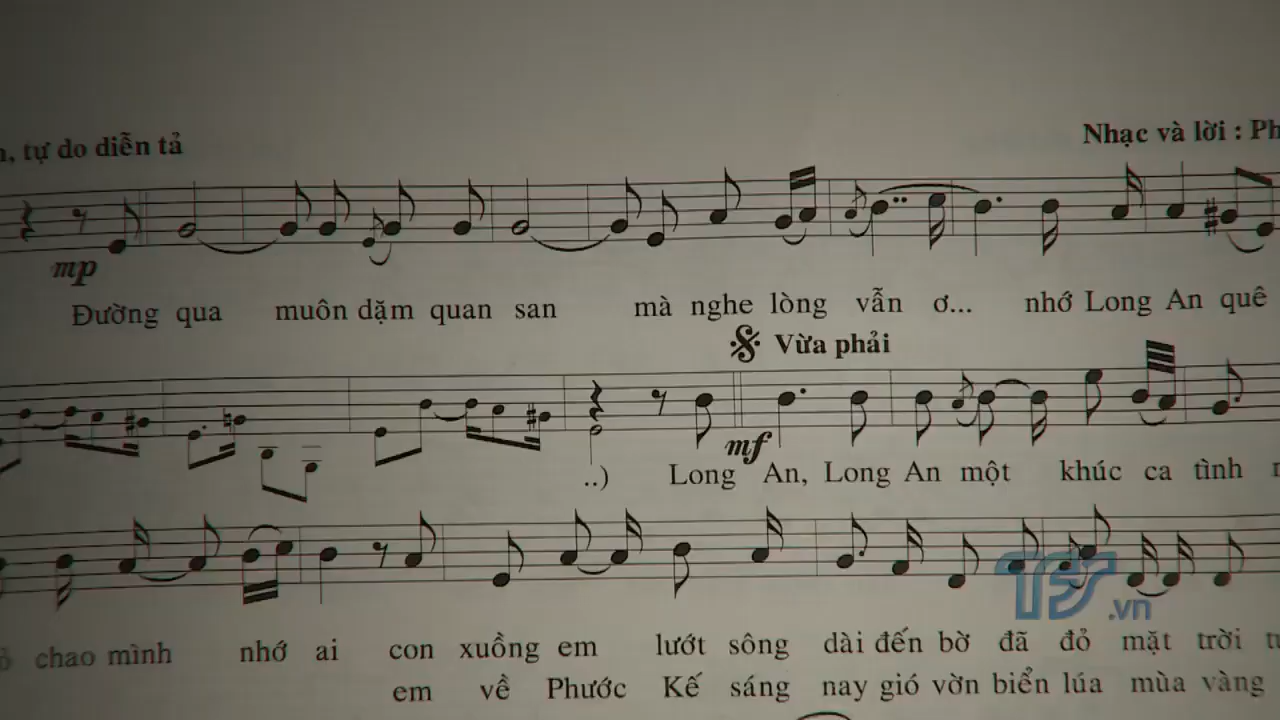 tự do diễn tả
Nhạc và lời : Ph
mp
Đường qua muôn dặm quan san mà nghe lòng vẫn ơ... nhớ Long An quê
Vừa phải
mf
..) Long An, Long An một khúc ca tình
chao mình nhớ ai con xuồng em lướt sông dài đến bờ đã đỏ mặt trời
em về Phước Kế sáng nay gió vờn biển lúa mùa vàng
TFS.vn